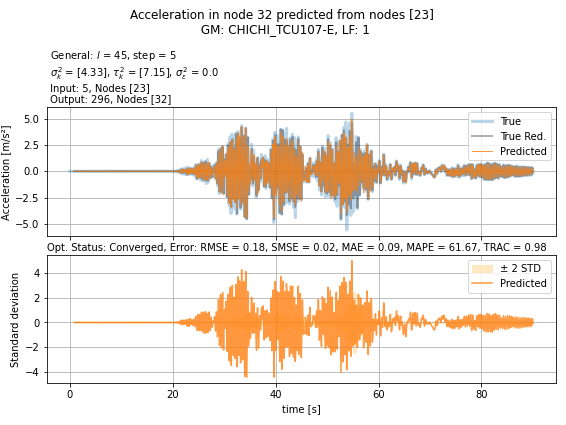 Acceleration in node 32 predicted from nodes [23]
GM: CHICHI_TCU107-E, LF: 1
General: l = 45, step = 5
σ²ₖ = [4.33], τ²ₖ = [7.15], σ²ε = 0.0
Input: 5, Nodes [23]
Output: 296, Nodes [32]
Acceleration [m/s²]
5.0
2.5
0.0
−2.5
−5.0
True
True Red.
Predicted
Opt. Status: Converged, Error: RMSE = 0.18, SMSE = 0.02, MAE = 0.09, MAPE = 61.67, TRAC = 0.98
Standard deviation
4
2
0
−2
−4
± 2 STD
Predicted
0 20 40 60 80
time [s]